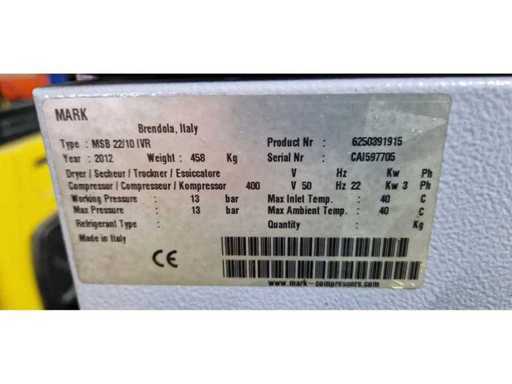 MARK
Brendola, Italy
Type : MSB 22/10 IVR Product Nr : 6250391915
Year : 2012 Weight : 458 Kg Serial Nr : CAI597705
Dryer / Secheur / Trockner / Essiccatore V Hz Kw Ph
Compressor / Compresseur / Kompressor 400 V 50 Hz 22 Kw 3 Ph
Working Pressure : 13 bar Max Inlet Temp. : 40 C
Max Pressure : 13 bar Max Ambient Temp. : 40 C
Refrigerant Type : Quantity : Kg
Made in Italy
CE
www.mark-compressors.com